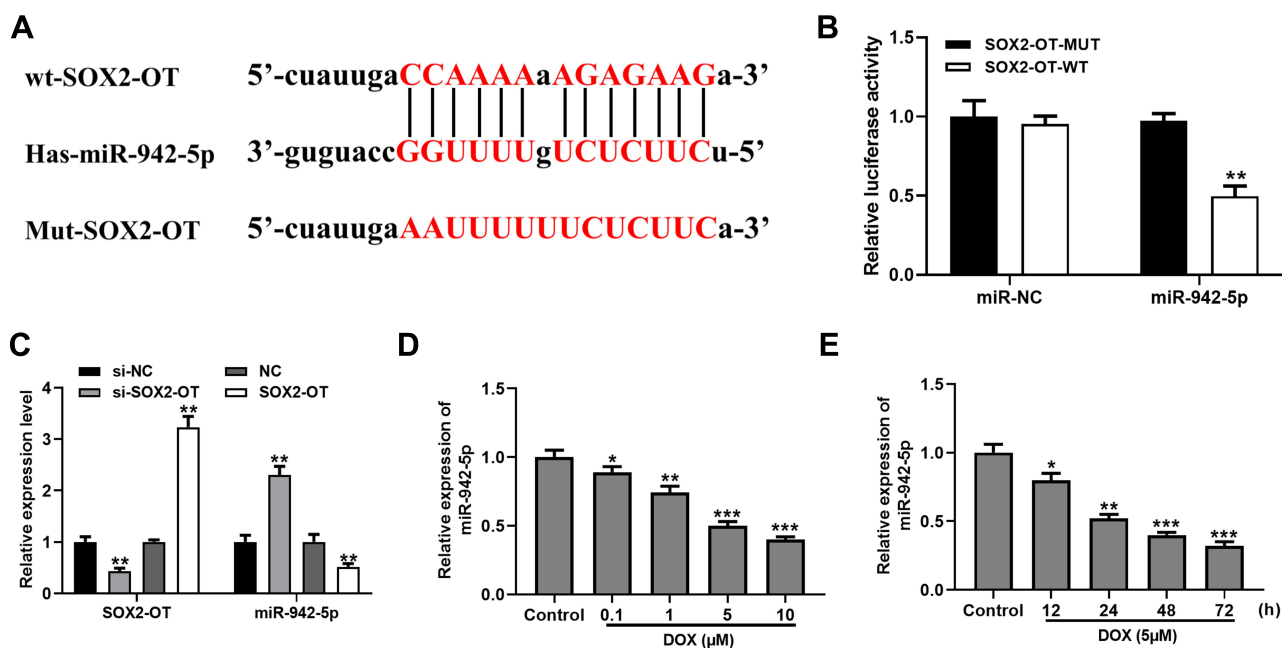 A
wt-SOX2-OT 5’-cuauugaCCAAAAaAGAGAAGa-3’
Has-miR-942-5p 3’-guguaccGGUUUUgUCUCUUCu-5’
Mut-SOX2-OT 5’-cuauugaAAUUUUUUCUCUUCa-3’
B
SOX2-OT-MUT
SOX2-OT-WT
Relative luciferase activity
1.5
1.0
0.5
0.0
**
miR-NC miR-942-5p
C
si-NC NC
si-SOX2-OT SOX2-OT
Relative expression level
4
3
2
1
0
** ** ** **
SOX2-OT miR-942-5p
D
Relative expression of
miR-942-5p
1.5
1.0
0.5
0.0
* ** *** ***
Control 0.1 1 5 10
DOX (μM)
E
Relative expression of
miR-942-5p
1.5
1.0
0.5
0.0
* ** *** ***
Control 12 24 48 72 (h)
DOX (5μM)